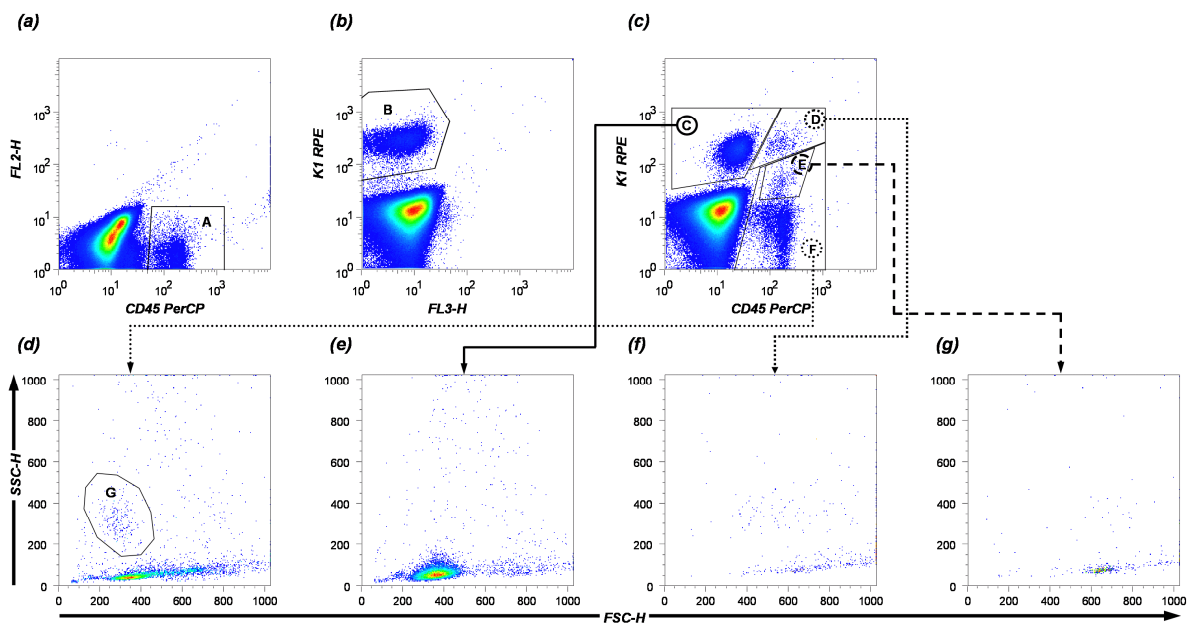 (a) (b) (c)
FL2-H
10³
10²
10¹
10⁰
A
10⁰ 10¹ 10² 10³
CD45 PerCP
K1 RPE
10³
10²
10¹
10⁰
B
10⁰ 10¹ 10² 10³
FL3-H
K1 RPE
10³
10²
10¹
10⁰
C
D
E
F
10⁰ 10¹ 10² 10³
CD45 PerCP
(d) (e) (f) (g)
SSC-H
1000
800
600
400
200
0
G
0 200 400 600 800 1000
1000
800
600
400
200
0
0 200 400 600 800 1000
1000
800
600
400
200
0
0 200 400 600 800 1000
1000
800
600
400
200
0
0 200 400 600 800 1000
FSC-H